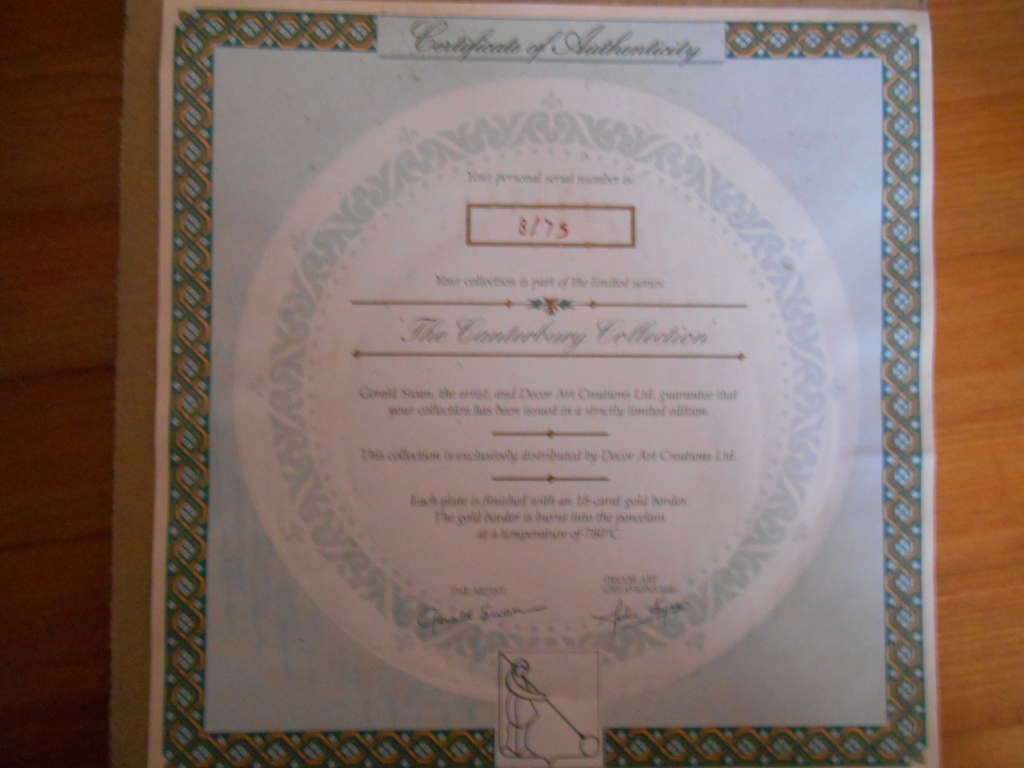 Certificate of Authenticity
Your personal serial number is:
8/73
Your collection is part of the limited series:
'The Canterbury Collection'
Gerald Swan, the artist, and Decor Art Creations Ltd. guarantee that
your collection has been issued in a strictly limited edition.
This collection is exclusively distributed by Decor Art Creations Ltd.
Each plate is finished with an 18-carat gold border.
The gold border is burnt into the porcelain
at a temperature of 780°C.
THE ARTIST: DECOR ART
CREATIONS LTD.:
Gerald Swan